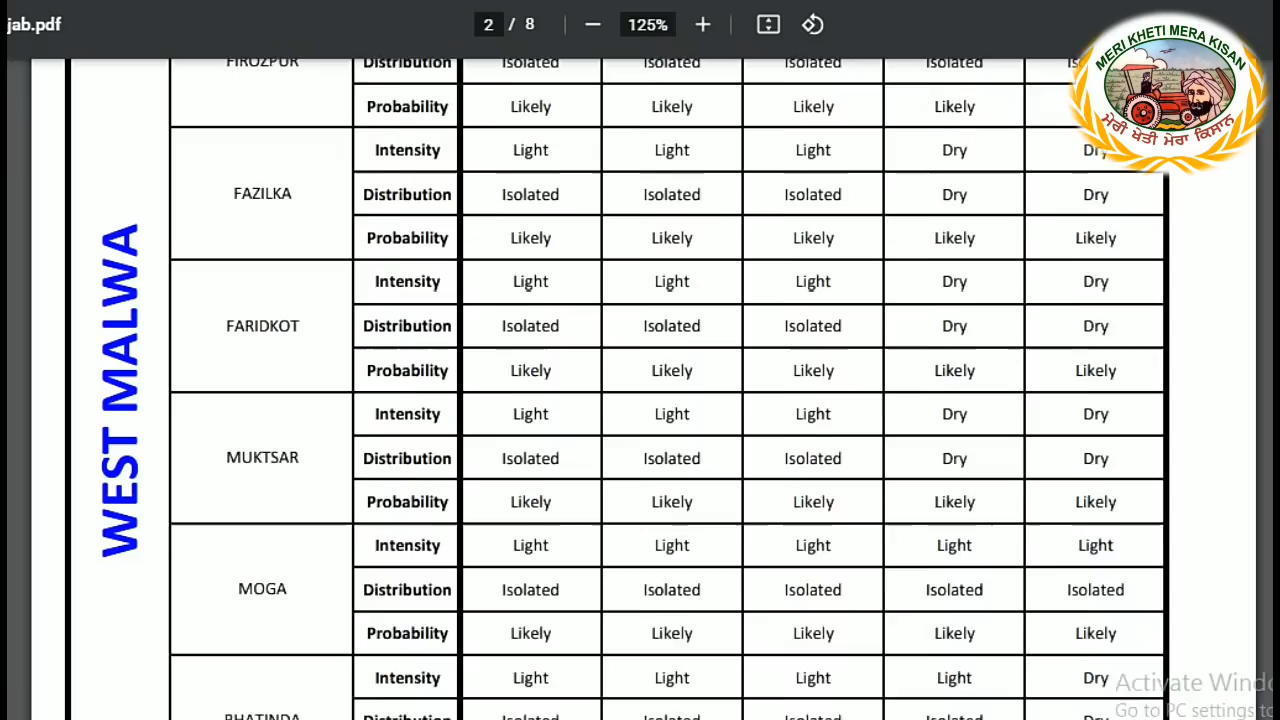 jab.pdf 2 / 8 125%
MERI KHETI MERA KISAN
ਮੇਰੀ ਖੇਤੀ ਮੇਰਾ ਕਿਸਾਨ
WEST MALWA
FIROZPUR Distribution Isolated Isolated Isolated Isolated
Probability Likely Likely Likely Likely
FAZILKA
Intensity Light Light Light Dry Dry
Distribution Isolated Isolated Isolated Dry Dry
Probability Likely Likely Likely Likely Likely
FARIDKOT
Intensity Light Light Light Dry Dry
Distribution Isolated Isolated Isolated Dry Dry
Probability Likely Likely Likely Likely Likely
MUKTSAR
Intensity Light Light Light Dry Dry
Distribution Isolated Isolated Isolated Dry Dry
Probability Likely Likely Likely Likely Likely
MOGA
Intensity Light Light Light Light Light
Distribution Isolated Isolated Isolated Isolated Isolated
Probability Likely Likely Likely Likely Likely
BHATINDA
Intensity Light Light Light Light Dry
Distribution Isolated Isolated Isolated Isolated
Activate Windo
Go to PC settings to